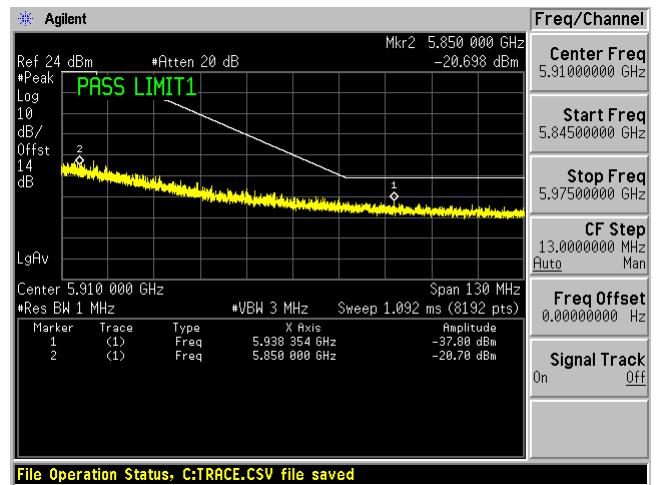 Agilent
Freq/Channel
Mkr2 5.850 000 GHz
Ref 24 dBm #Atten 20 dB -20.698 dBm
#Peak
Log
10
dB/
Offst
14
dB
LgAv
PASS LIMIT1
2
1
Center 5.910 000 GHz Span 130 MHz
#Res BW 1 MHz #VBW 3 MHz Sweep 1.092 ms (8192 pts)
Marker Trace Type X Axis Amplitude
1 (1) Freq 5.938 354 GHz -37.80 dBm
2 (1) Freq 5.850 000 GHz -20.70 dBm
Center Freq
5.91000000 GHz
Start Freq
5.84500000 GHz
Stop Freq
5.97500000 GHz
CF Step
13.0000000 MHz
Auto Man
Freq Offset
0.00000000 Hz
Signal Track
On Off
File Operation Status, C:TRACE.CSV file saved